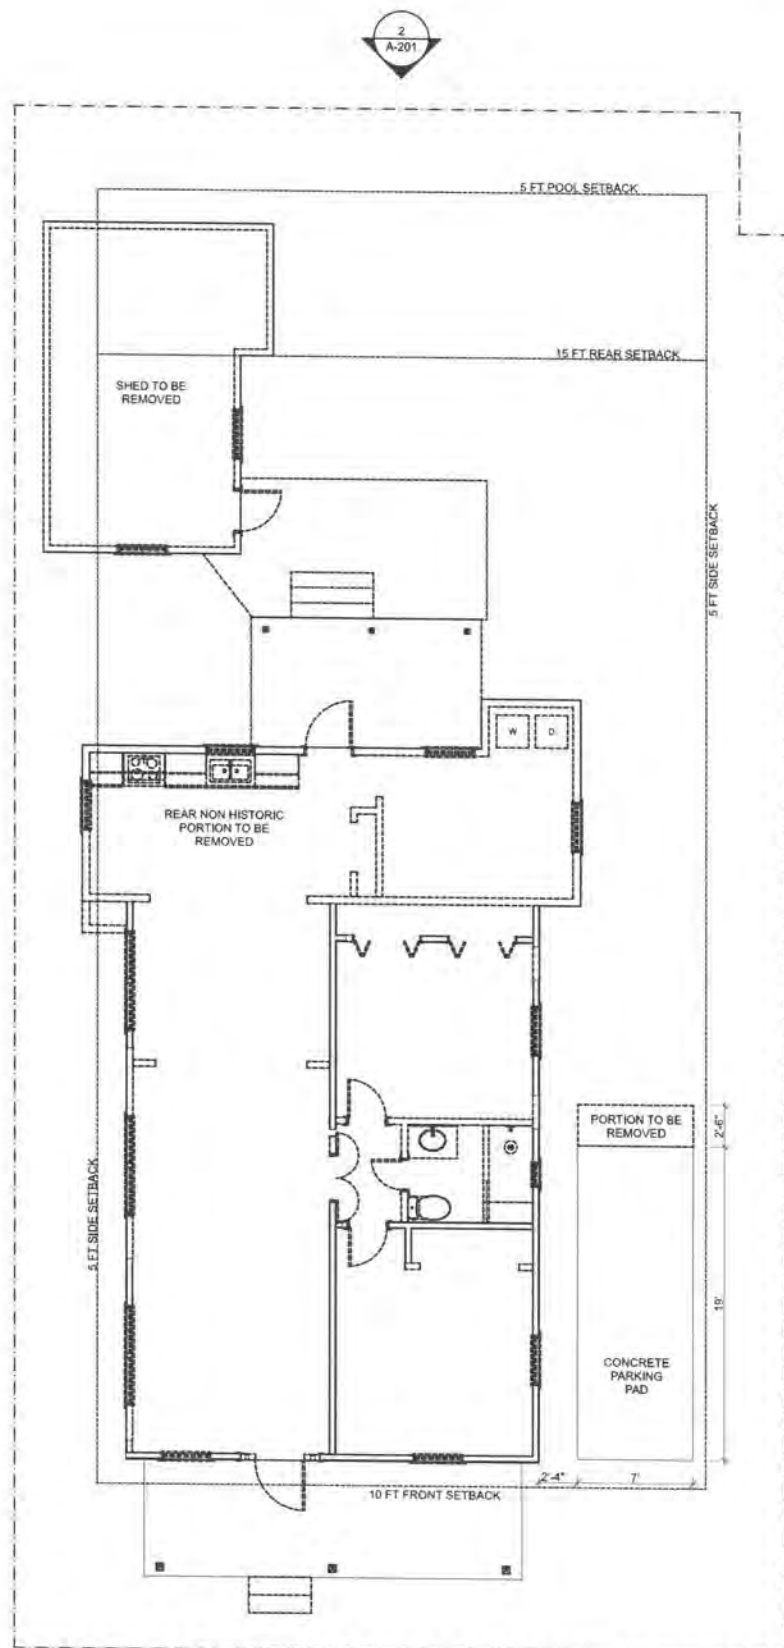 2
A-201
5 FT POOL SETBACK
15 FT REAR SETBACK
SHED TO BE
REMOVED
5 FT SIDE SETBACK
W
D
REAR NON HISTORIC
PORTION TO BE
REMOVED
PORTION TO BE
REMOVED
2'-6"
5 FT SIDE SETBACK
19'
CONCRETE
PARKING
PAD
2'-4"
7'
10 FT FRONT SETBACK